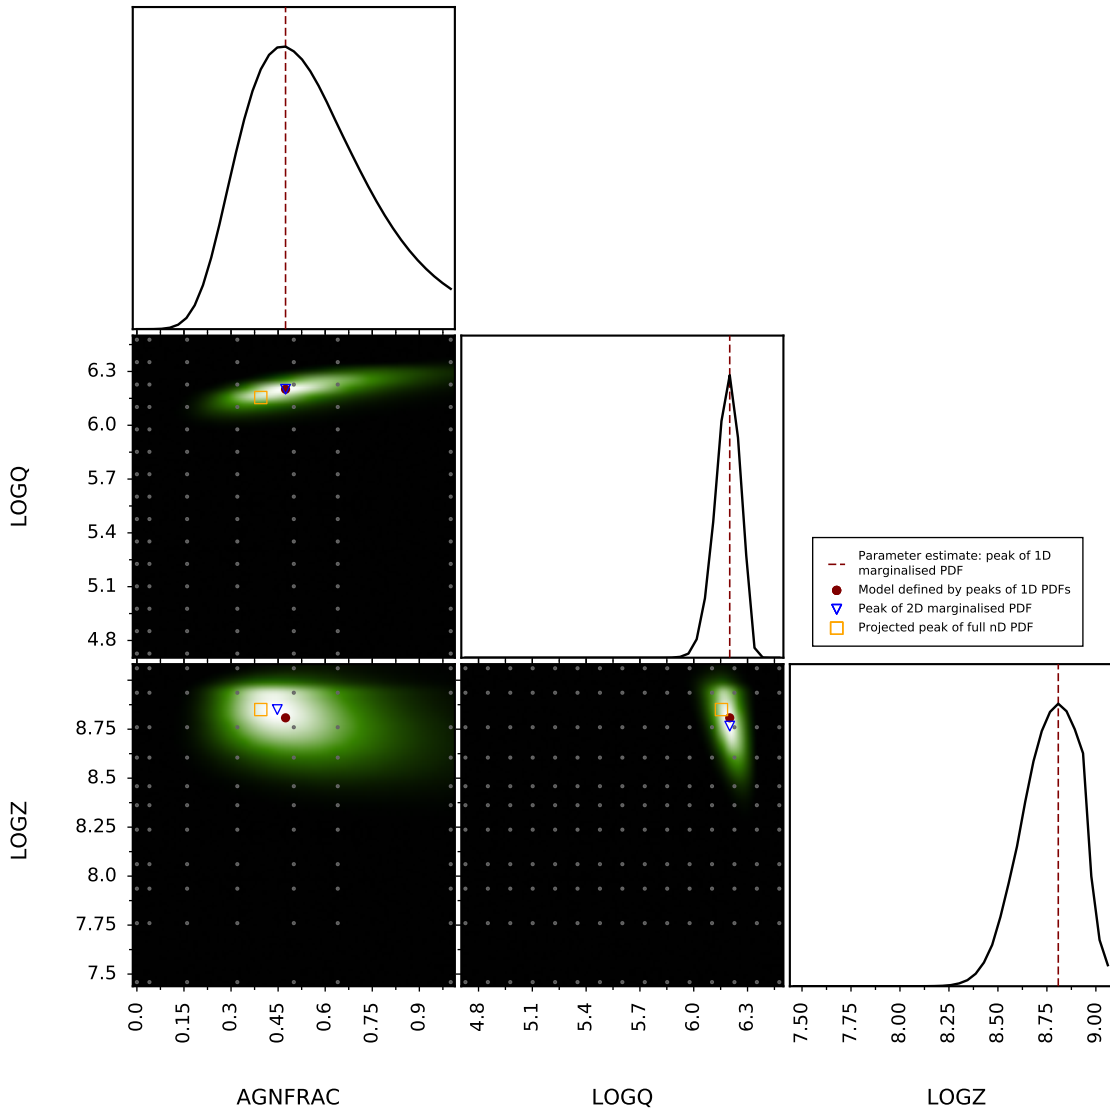 6.3
6.0
5.7
5.4
5.1
4.8
LOGQ
Parameter estimate: peak of 1D
marginalised PDF
Model defined by peaks of 1D PDFs
Peak of 2D marginalised PDF
Projected peak of full nD PDF
8.75
8.5
8.25
8.0
7.75
7.5
LOGZ
0.0 0.15 0.3 0.45 0.6 0.75 0.9
4.8 5.1 5.4 5.7 6.0 6.3
7.50 7.75 8.00 8.25 8.50 8.75 9.00
AGNFRAC LOGQ LOGZ